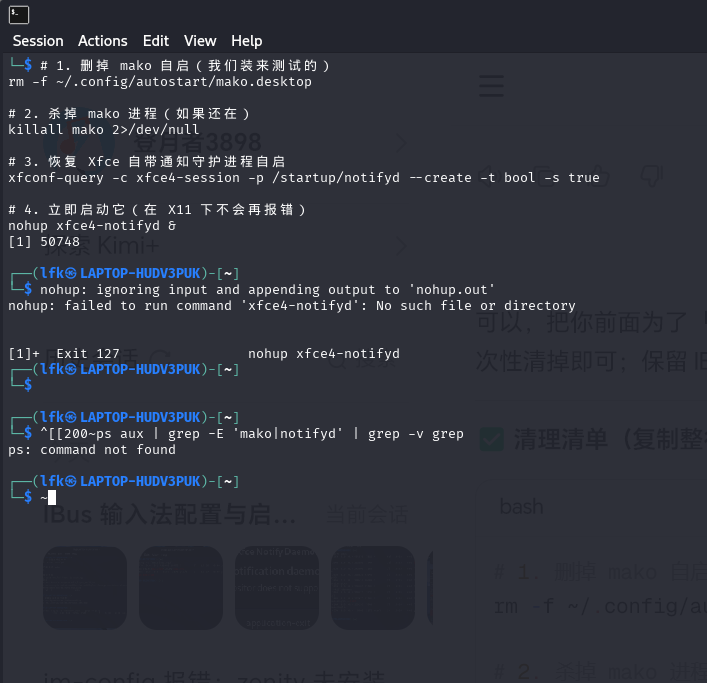 Session Actions Edit View Help
└─$ # 1. 删掉 mako 自启(我们装来测试的)
rm -f ~/.config/autostart/mako.desktop
# 2. 杀掉 mako 进程(如果还在)
killall mako 2>/dev/null
登月者3898
# 3. 恢复 Xfce 自带通知守护进程自启
xfconf-query -c xfce4-session -p /startup/notifyd --create -t bool -s true
# 4. 立即启动它(在 X11 下不会再报错)
nohup xfce4-notifyd &
[1] 50748
探索 Kimi+
┌──(lfk㉿LAPTOP-HUDV3PUK)-[~]
└─$ nohup: ignoring input and appending output to 'nohup.out'
nohup: failed to run command 'xfce4-notifyd': No such file or directory
可以,把你前面为了
[1]+  Exit 127                   nohup xfce4-notifyd
次性清掉即可;保留 IB
┌──(lfk㉿LAPTOP-HUDV3PUK)-[~]
└─$
┌──(lfk㉿LAPTOP-HUDV3PUK)-[~]
└─$ ^[[200~ps aux | grep -E 'mako|notifyd' | grep -v grep
清理清单(复制整
ps: command not found
┌──(lfk㉿LAPTOP-HUDV3PUK)-[~]
└─$ ~
bash
IBus 输入法配置与启... 当前会话
# 1. 删掉 mako 自启
rm -f ~/.config/au
# 2. 杀掉 mako 进
im-config 报错:zenity 未安装